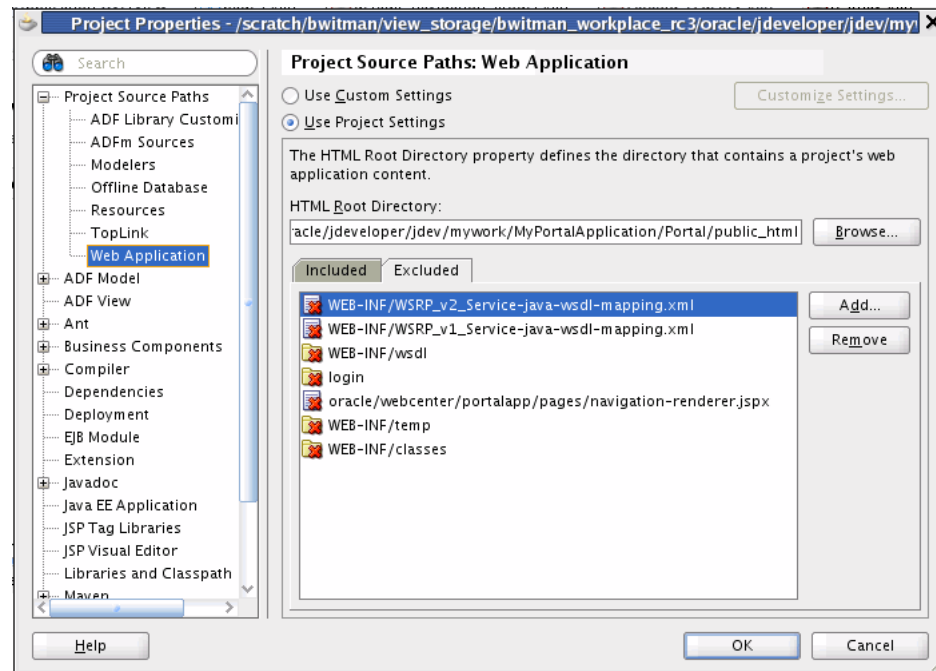 Project Properties - /scratch/bwitman/view_storage/bwitman_workplace_rc3/oracle/jdeveloper/jdev/my
Search
Project Source Paths
ADF Library Customi
ADFm Sources
Modelers
Offline Database
Resources
TopLink
Web Application
ADF Model
ADF View
Ant
Business Components
Compiler
Dependencies
Deployment
EJB Module
Extension
Javadoc
Java EE Application
JSP Tag Libraries
JSP Visual Editor
Libraries and Classpath
Maven
Project Source Paths: Web Application
Use Custom Settings
Customize Settings...
Use Project Settings
The HTML Root Directory property defines the directory that contains a project's web
application content.
HTML Root Directory:
acle/jdeveloper/jdev/mywork/MyPortalApplication/Portal/public_html
Browse...
Included Excluded
WEB-INF/WSRP_v2_Service-java-wsdl-mapping.xml
WEB-INF/WSRP_v1_Service-java-wsdl-mapping.xml
WEB-INF/wsdl
login
oracle/webcenter/portalapp/pages/navigation-renderer.jspx
WEB-INF/temp
WEB-INF/classes
Add...
Remove
Help
OK
Cancel